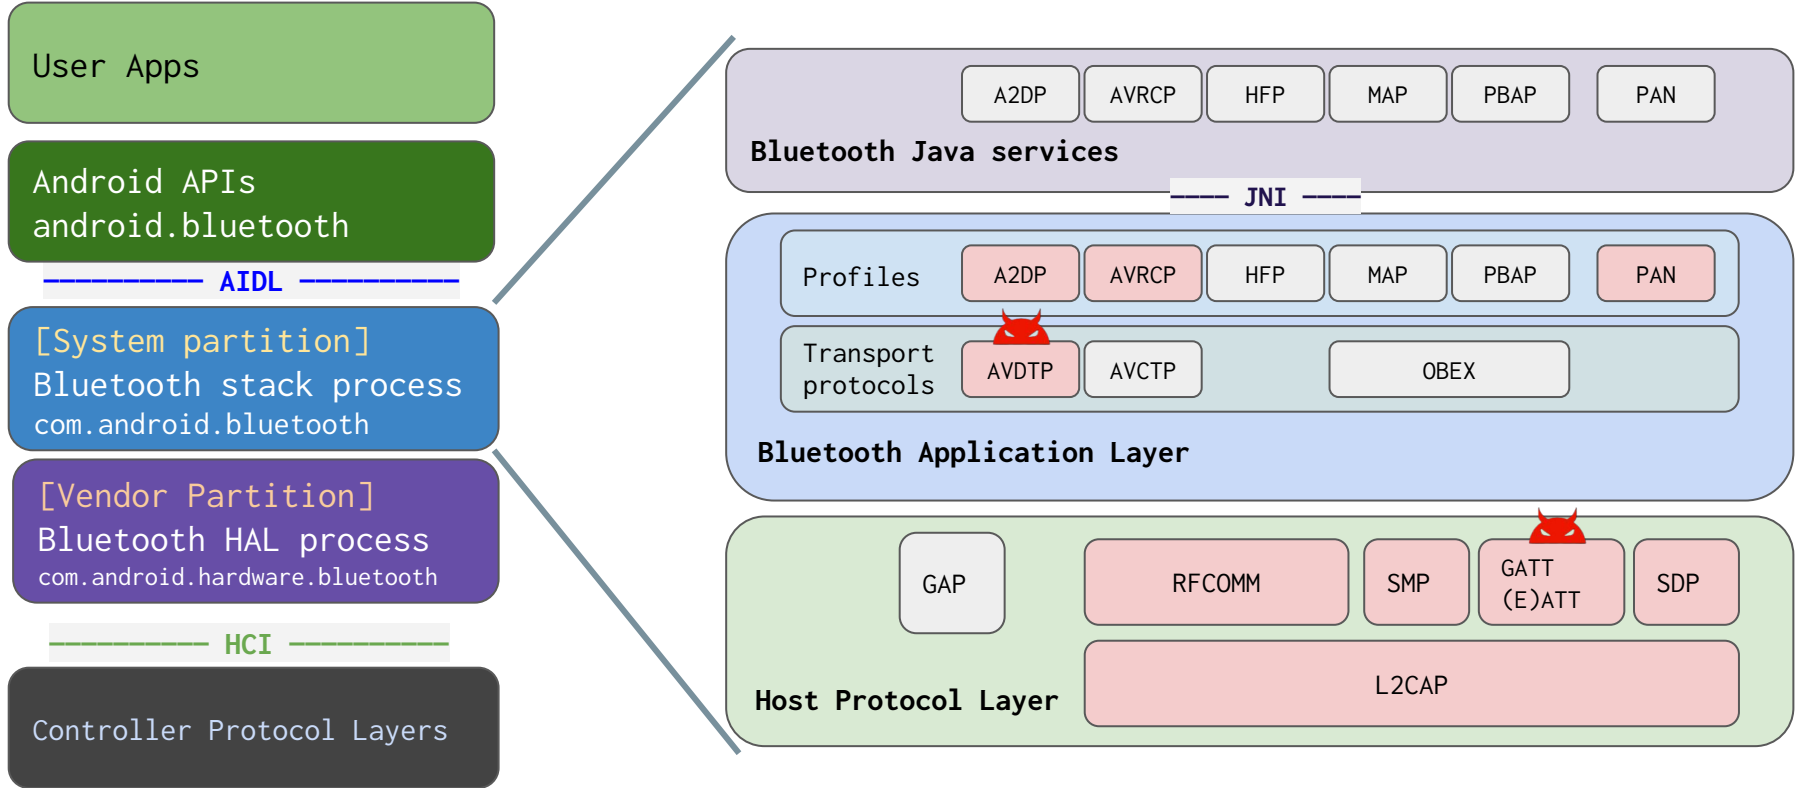 User Apps
Android APIs
android.bluetooth
AIDL
[System partition]
Bluetooth stack process
com.android.bluetooth
[Vendor Partition]
Bluetooth HAL process
com.android.hardware.bluetooth
HCI
Controller Protocol Layers
A2DP AVRCP HFP MAP PBAP PAN
Bluetooth Java services
JNI
Profiles A2DP AVRCP HFP MAP PBAP PAN
Transport
protocols AVDTP AVCTP OBEX
Bluetooth Application Layer
GAP RFCOMM SMP GATT
(E)ATT SDP
L2CAP
Host Protocol Layer